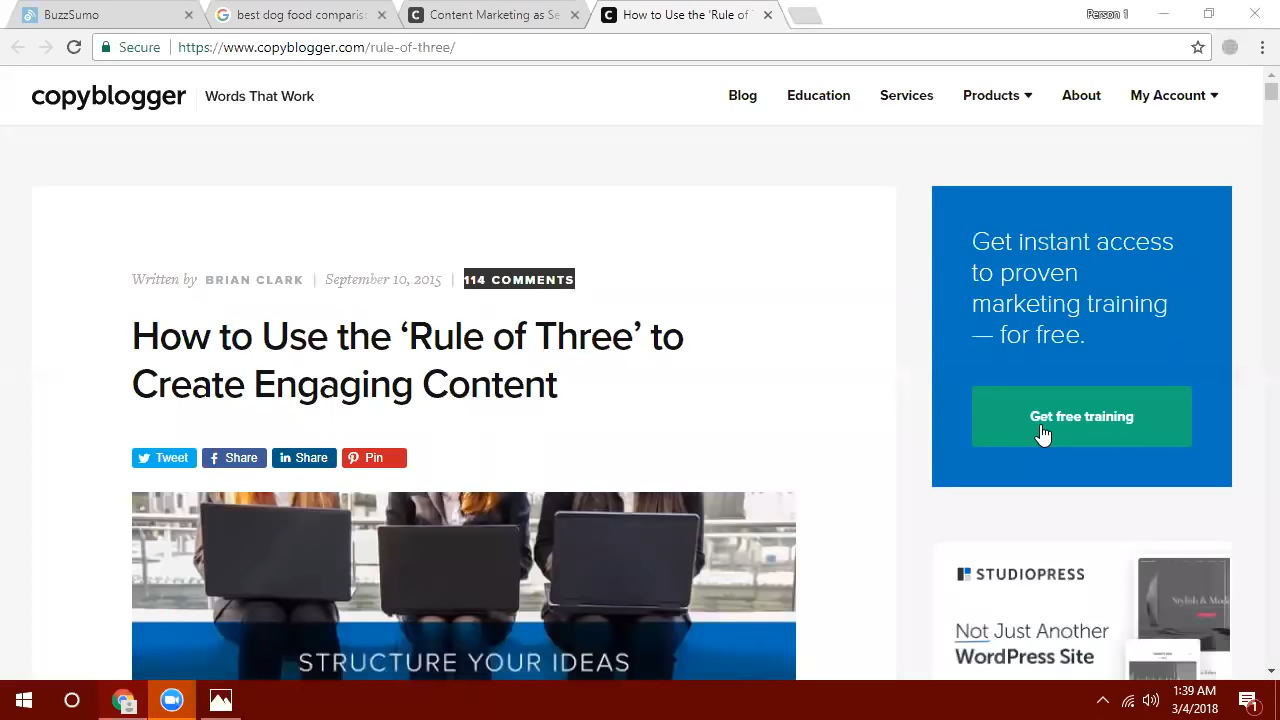 BuzzSumo
best dog food comparis
Content Marketing as Se
How to Use the 'Rule of T
Person 1
Secure
https://www.copyblogger.com/rule-of-three/
copyblogger
Words That Work
Blog
Education
Services
Products
About
My Account
Written by BRIAN CLARK | September 10, 2015 | 114 COMMENTS
How to Use the ‘Rule of Three’ to
Create Engaging Content
Tweet
Share
in Share
Pin
STRUCTURE YOUR IDEAS
Get instant access
to proven
marketing training
— for free.
Get free training
STUDIOPRESS
Not Just Another
WordPress Site
Stylish & Mod
1:39 AM
3/4/2018
1